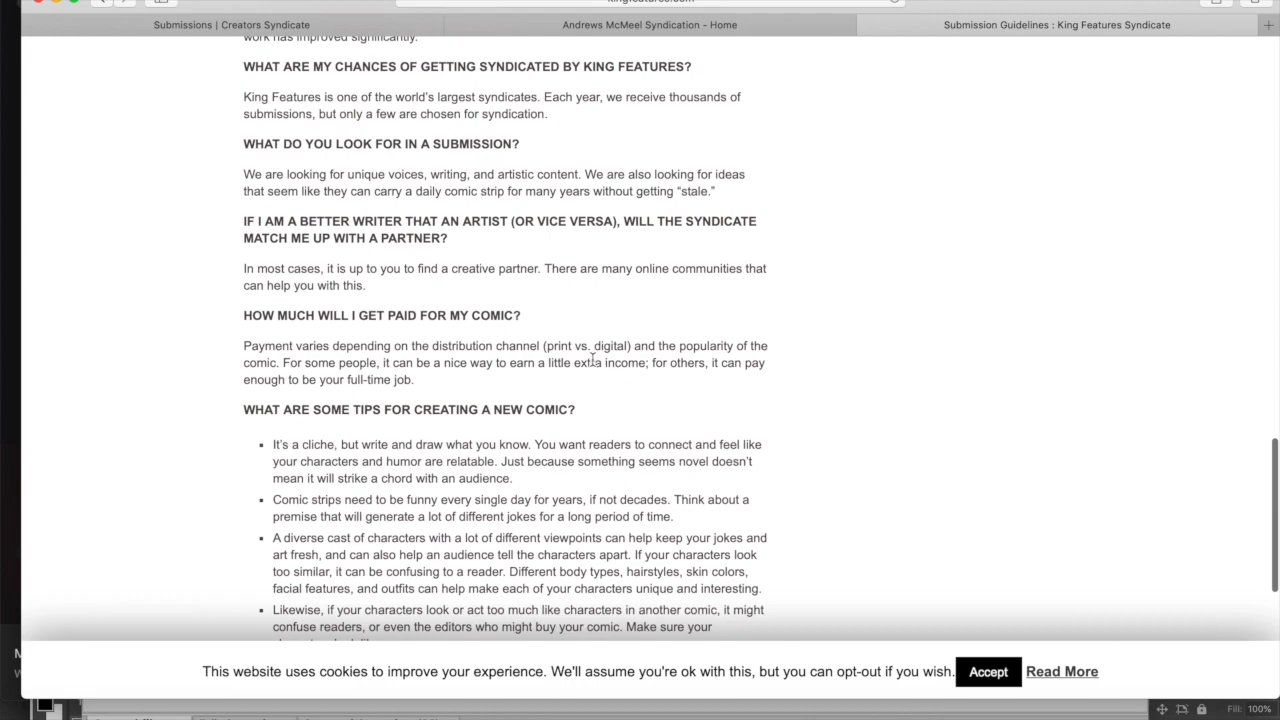 kingfeatures.com
Submissions | Creators Syndicate
Andrews McMeel Syndication - Home
Submission Guidelines : King Features Syndicate
work has improved significantly.
WHAT ARE MY CHANCES OF GETTING SYNDICATED BY KING FEATURES?
King Features is one of the world's largest syndicates. Each year, we receive thousands of
submissions, but only a few are chosen for syndication.
WHAT DO YOU LOOK FOR IN A SUBMISSION?
We are looking for unique voices, writing, and artistic content. We are also looking for ideas
that seem like they can carry a daily comic strip for many years without getting “stale.”
IF I AM A BETTER WRITER THAT AN ARTIST (OR VICE VERSA), WILL THE SYNDICATE
MATCH ME UP WITH A PARTNER?
In most cases, it is up to you to find a creative partner. There are many online communities that
can help you with this.
HOW MUCH WILL I GET PAID FOR MY COMIC?
Payment varies depending on the distribution channel (print vs. digital) and the popularity of the
comic. For some people, it can be a nice way to earn a little extra income; for others, it can pay
enough to be your full-time job.
WHAT ARE SOME TIPS FOR CREATING A NEW COMIC?
▪ It’s a cliche, but write and draw what you know. You want readers to connect and feel like
your characters and humor are relatable. Just because something seems novel doesn’t
mean it will strike a chord with an audience.
▪ Comic strips need to be funny every single day for years, if not decades. Think about a
premise that will generate a lot of different jokes for a long period of time.
▪ A diverse cast of characters with a lot of different viewpoints can help keep your jokes and
art fresh, and can also help an audience tell the characters apart. If your characters look
too similar, it can be confusing to a reader. Different body types, hairstyles, skin colors,
facial features, and outfits can help make each of your characters unique and interesting.
▪ Likewise, if your characters look or act too much like characters in another comic, it might
confuse readers, or even the editors who might buy your comic. Make sure your
This website uses cookies to improve your experience. We'll assume you're ok with this, but you can opt-out if you wish. Accept Read More
Fill: 100%